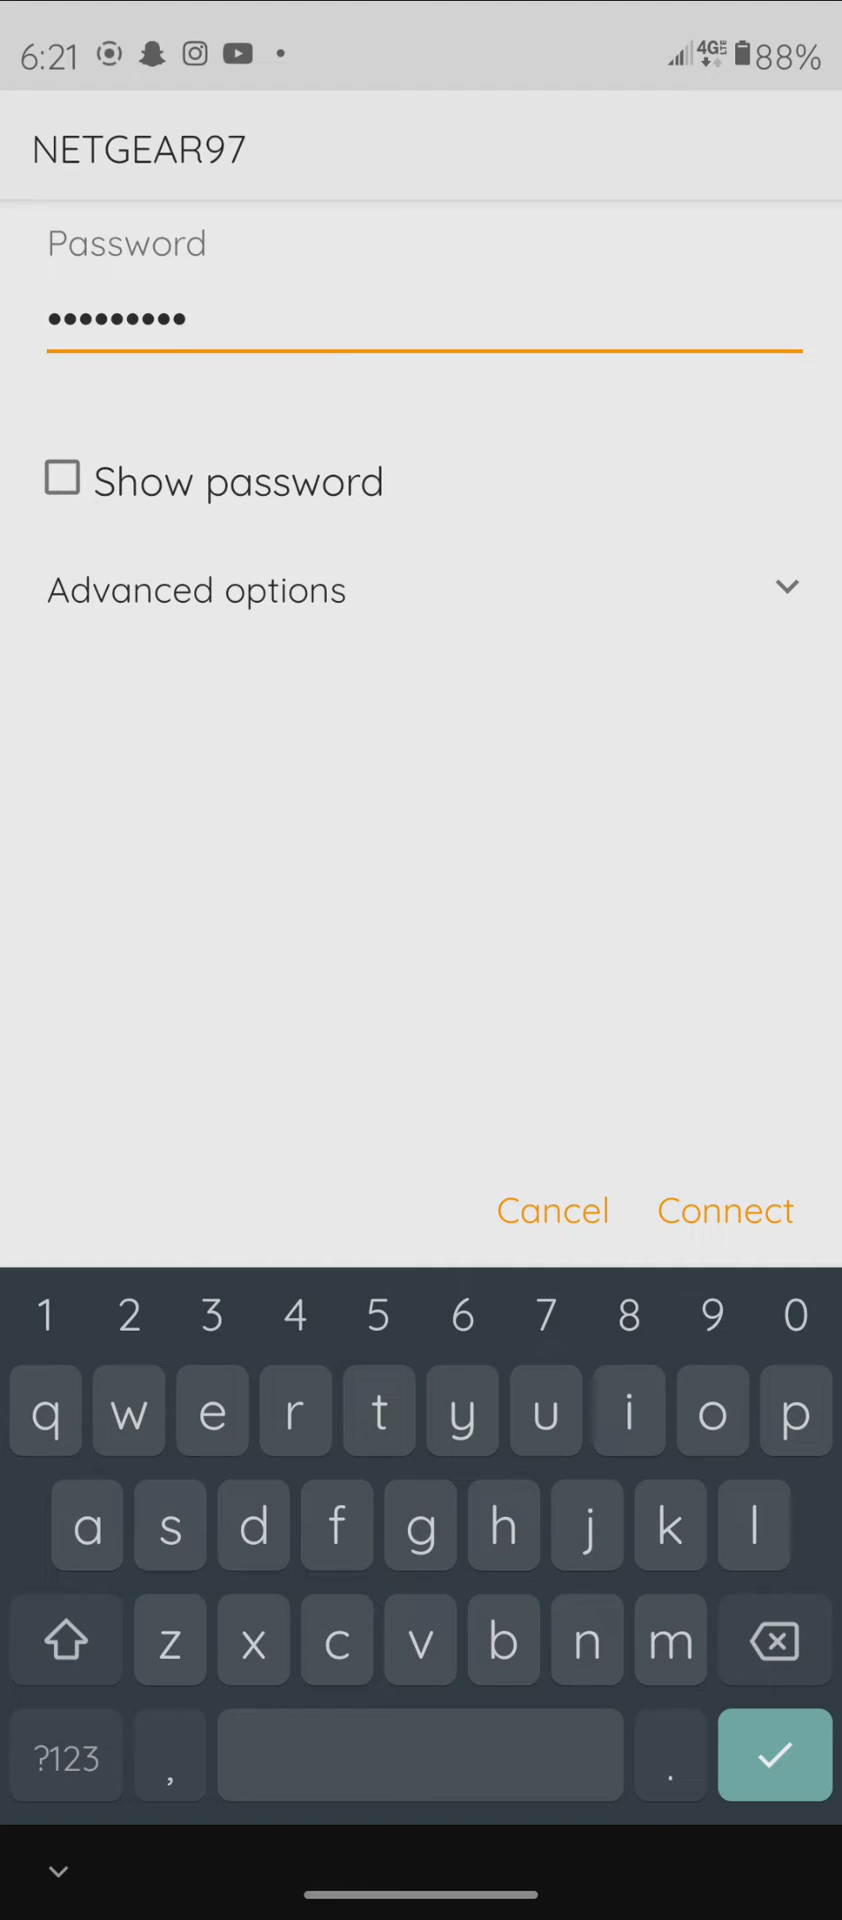 6:21 4G LTE 88%
NETGEAR97
Password
•••••••••
Show password
Advanced options
Cancel Connect
1 2 3 4 5 6 7 8 9 0
q w e r t y u i o p
a s d f g h j k l
z x c v b n m
?123 , .